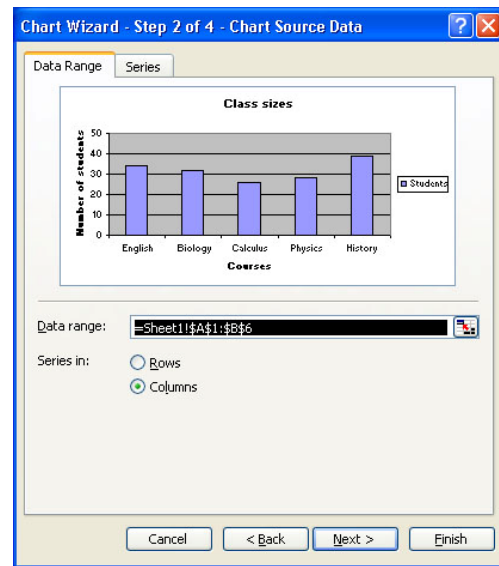 Chart Wizard - Step 2 of 4 - Chart Source Data
?
Data Range Series
Class sizes
Number of students
50
40
30
20
10
0
English Biology Calculus Physics History
Courses
Students
Data range: =Sheet1!$A$1:$B$6
Series in: Rows
Columns
Cancel < Back Next > Finish